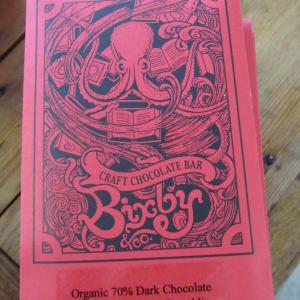 CRAFT CHOCOLATE BAR
Bixby
& CO.
Organic 70% Dark Chocolate